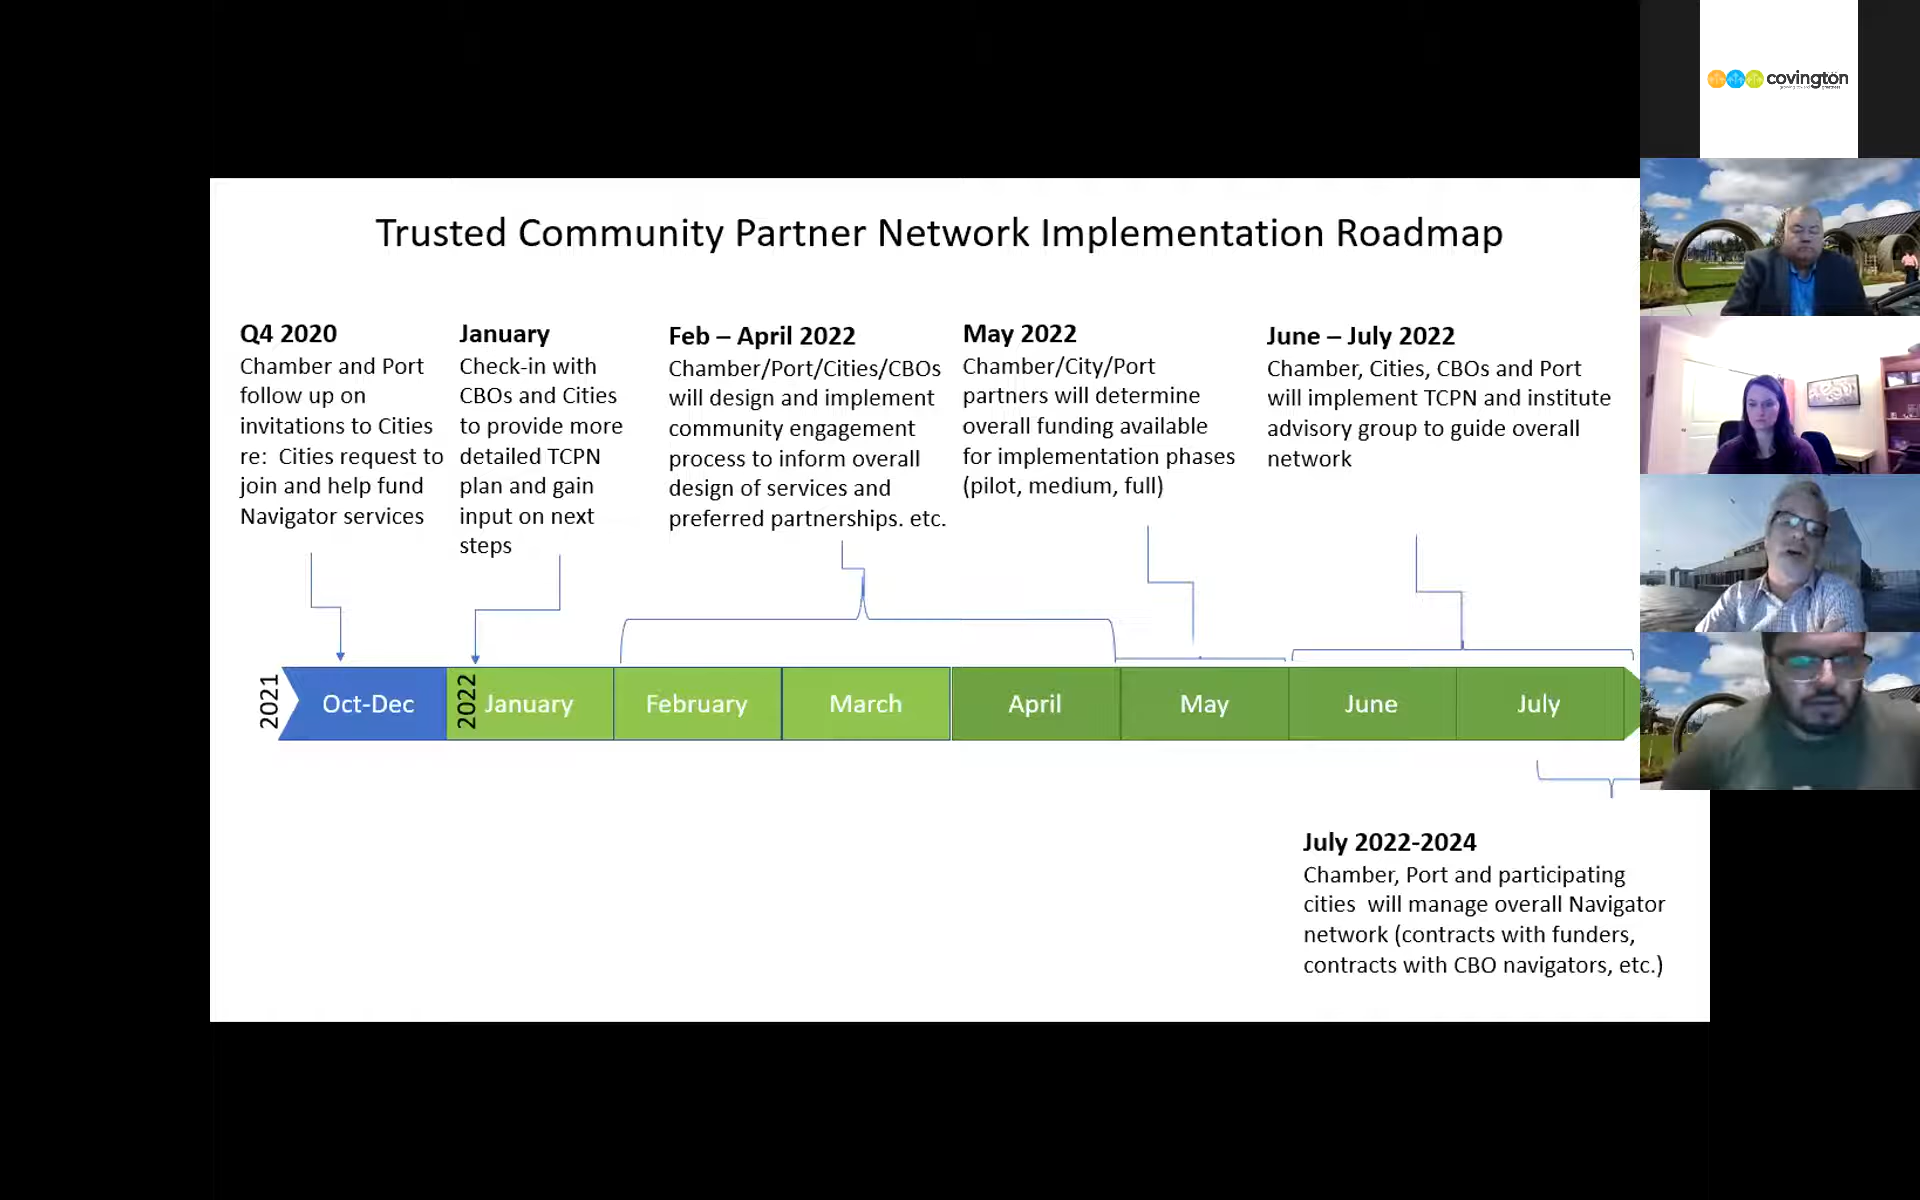 covington
Trusted Community Partner Network Implementation Roadmap
Q4 2020
Chamber and Port
follow up on
invitations to Cities
re:  Cities request to
join and help fund
Navigator services
January
Check-in with
CBOs and Cities
to provide more
detailed TCPN
plan and gain
input on next
steps
Feb – April 2022
Chamber/Port/Cities/CBOs
will design and implement
community engagement
process to inform overall
design of services and
preferred partnerships. etc.
May 2022
Chamber/City/Port
partners will determine
overall funding available
for implementation phases
(pilot, medium, full)
June – July 2022
Chamber, Cities, CBOs and Port
will implement TCPN and institute
advisory group to guide overall
network
2021
Oct-Dec
2022
January
February
March
April
May
June
July
July 2022-2024
Chamber, Port and participating
cities  will manage overall Navigator
network (contracts with funders,
contracts with CBO navigators, etc.)